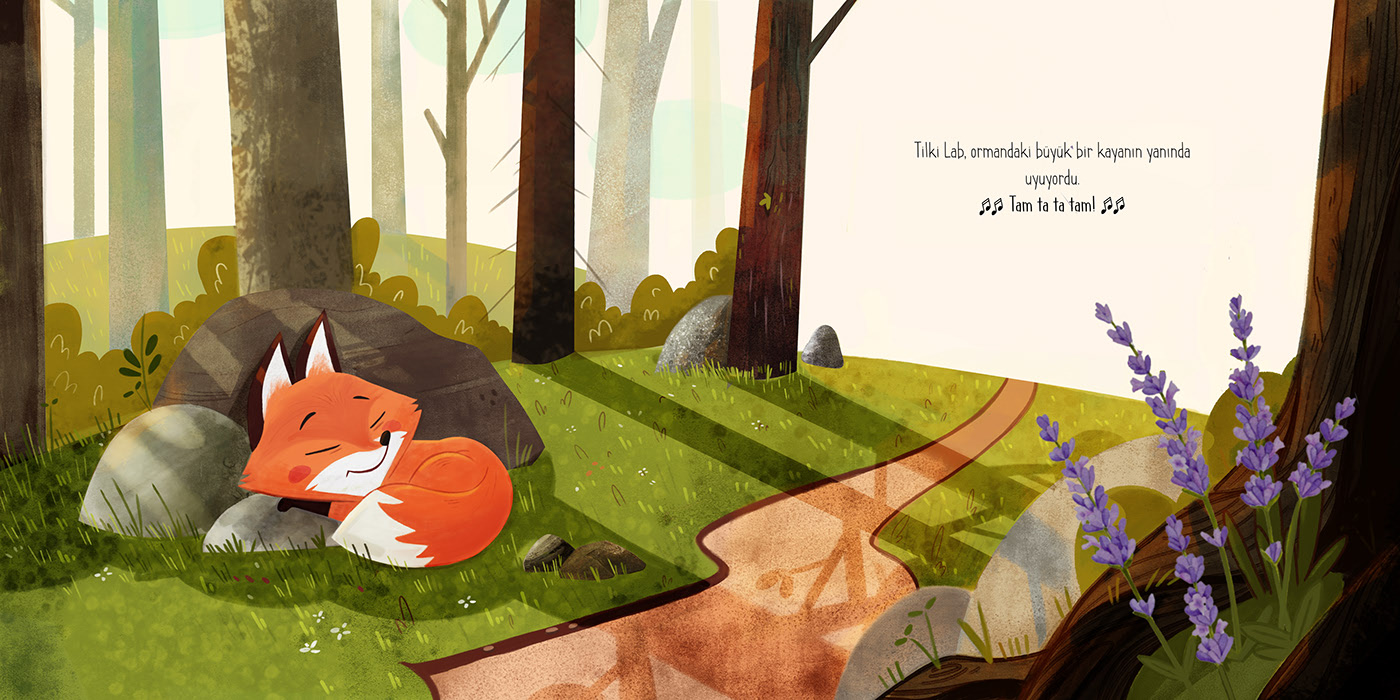 Tilki Lab, ormandaki büyük bir kayanın yanında
uyuyordu.
🎵🎵 Tam ta ta tam! 🎵🎵